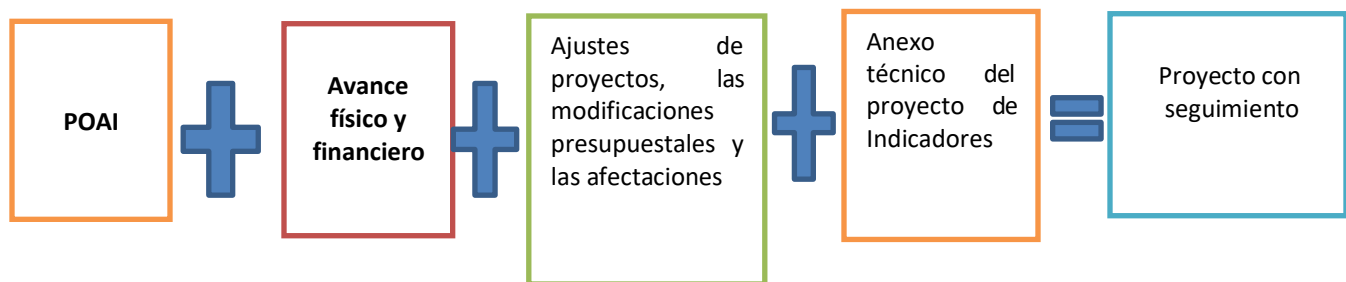 POAI
Avance
físico y
financiero
Ajustes de
proyectos, las
modificaciones
presupuestales y
las afectaciones
Anexo
técnico del
proyecto de
Indicadores
Proyecto con
seguimiento